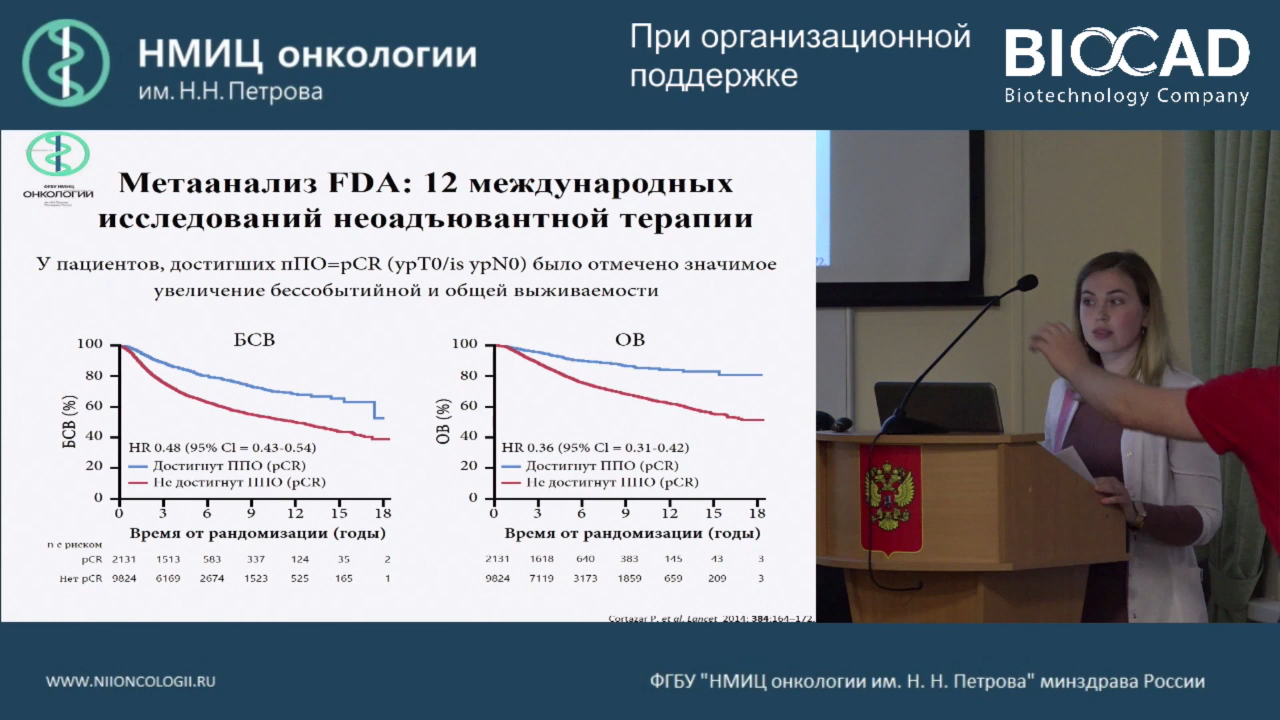 НМИЦ онкологии
им. Н.Н. Петрова
При организационной
поддержке
BIOCAD
Biotechnology Company
ФГБУ НМИЦ
ОНКОЛОГИИ
Метаанализ FDA: 12 международных
исследований неоадъювантной терапии
У пациентов, достигших пПО=pCR (ypT0/is ypN0) было отмечено значимое
увеличение бессобытийной и общей выживаемости
БСВ
100
80
60
40
20
0
БСВ (%)
HR 0.48 (95% Cl = 0.43-0.54)
Достигнут ППО (pCR)
Не достигнут ППО (pCR)
0 3 6 9 12 15 18
Время от рандомизации (годы)
n с риском
pCR 2131 1513 583 337 124 35 2
Нет pCR 9824 6169 2674 1523 525 165 1
ОВ
100
80
60
40
20
0
ОВ (%)
HR 0.36 (95% Cl = 0.31-0.42)
Достигнут ППО (pCR)
Не достигнут ППО (pCR)
0 3 6 9 12 15 18
Время от рандомизации (годы)
2131 1618 640 383 145 43 3
9824 7119 3173 1859 659 209 3
Cortazar P, et al. Lancet 2014; 384:164–172
WWW.NIIONCOLOGII.RU
ФГБУ "НМИЦ онкологии им. Н. Н. Петрова" минздрава России